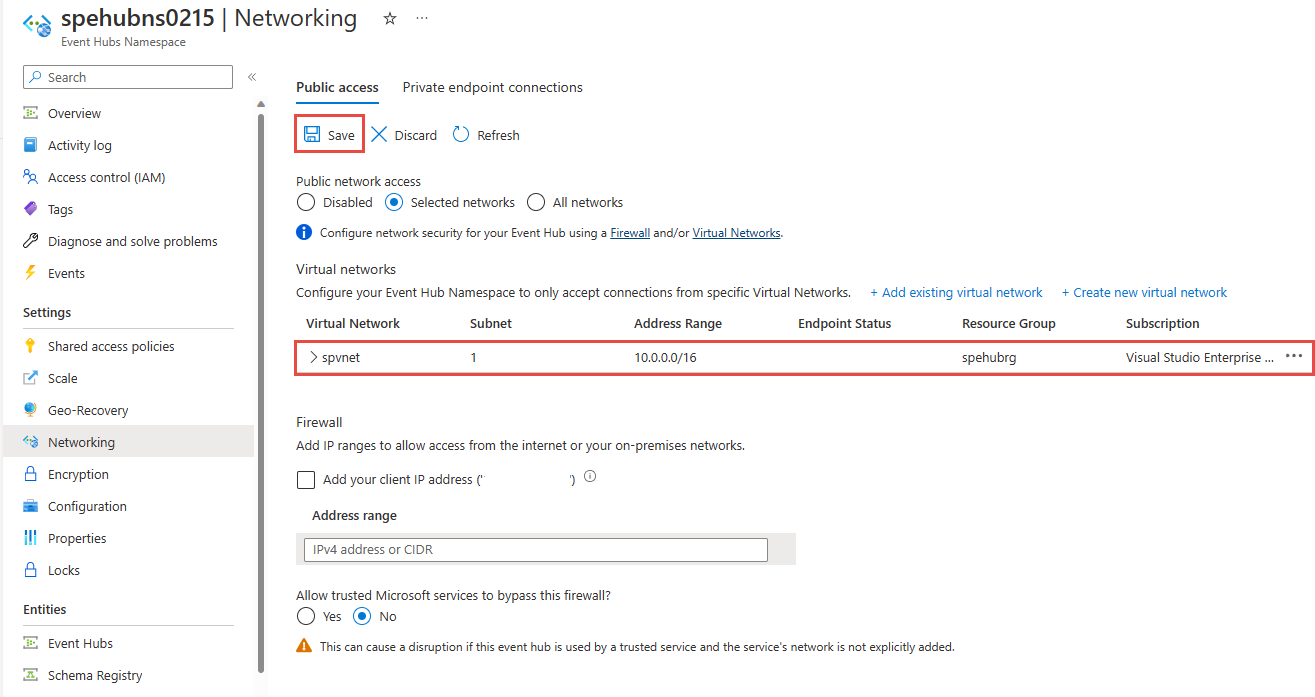 spehubns0215 | Networking ☆ ...
Event Hubs Namespace
Search «
Overview
Activity log
Access control (IAM)
Tags
Diagnose and solve problems
Events
Settings
Shared access policies
Scale
Geo-Recovery
Networking
Encryption
Configuration
Properties
Locks
Entities
Event Hubs
Schema Registry
Public access Private endpoint connections
Save Discard Refresh
Public network access
Disabled Selected networks All networks
Configure network security for your Event Hub using a Firewall and/or Virtual Networks.
Virtual networks
Configure your Event Hub Namespace to only accept connections from specific Virtual Networks. + Add existing virtual network + Create new virtual network
Virtual Network Subnet Address Range Endpoint Status Resource Group Subscription
spvnet 1 10.0.0.0/16 spehubrg Visual Studio Enterprise ... ...
Firewall
Add IP ranges to allow access from the internet or your on-premises networks.
Add your client IP address (' ')
Address range
IPv4 address or CIDR
Allow trusted Microsoft services to bypass this firewall?
Yes No
This can cause a disruption if this event hub is used by a trusted service and the service's network is not explicitly added.